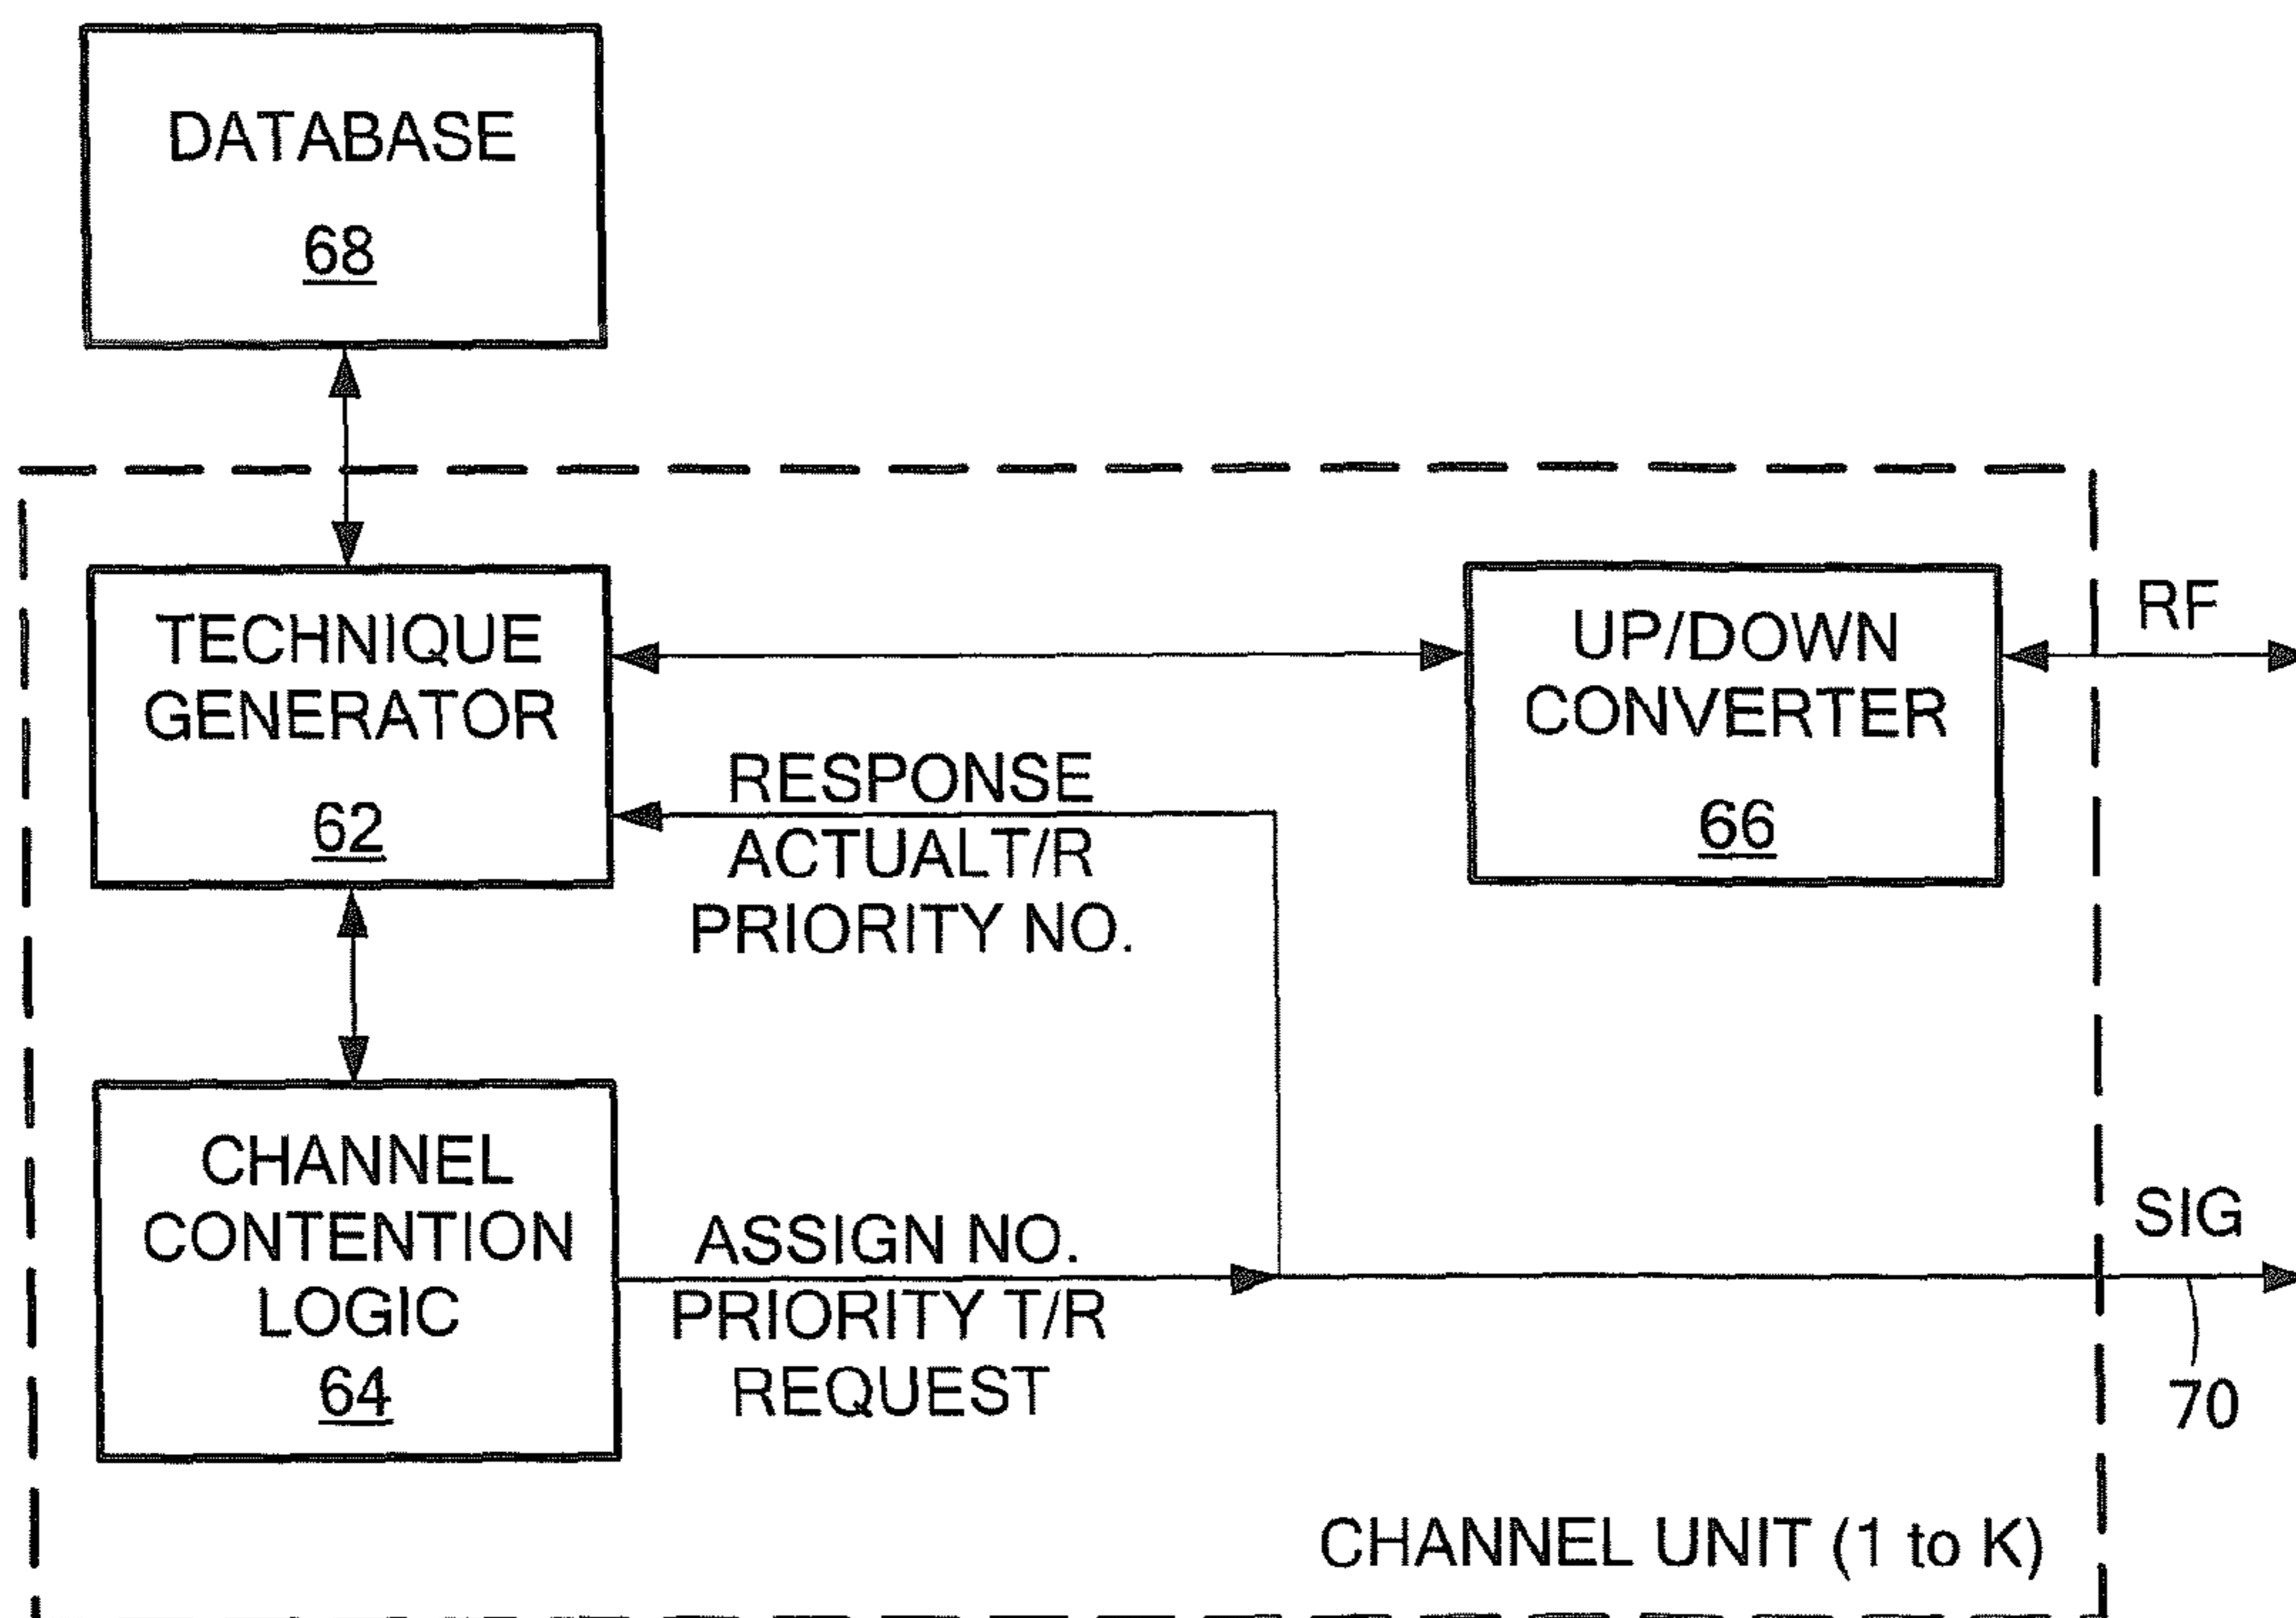 DATABASE
68
TECHNIQUE
GENERATOR
62
UP/DOWN
CONVERTER
66
RF
RESPONSE
ACTUALT/R
PRIORITY NO.
CHANNEL
CONTENTION
LOGIC
64
ASSIGN NO.
PRIORITY T/R
REQUEST
SIG
70
CHANNEL UNIT (1 to K)